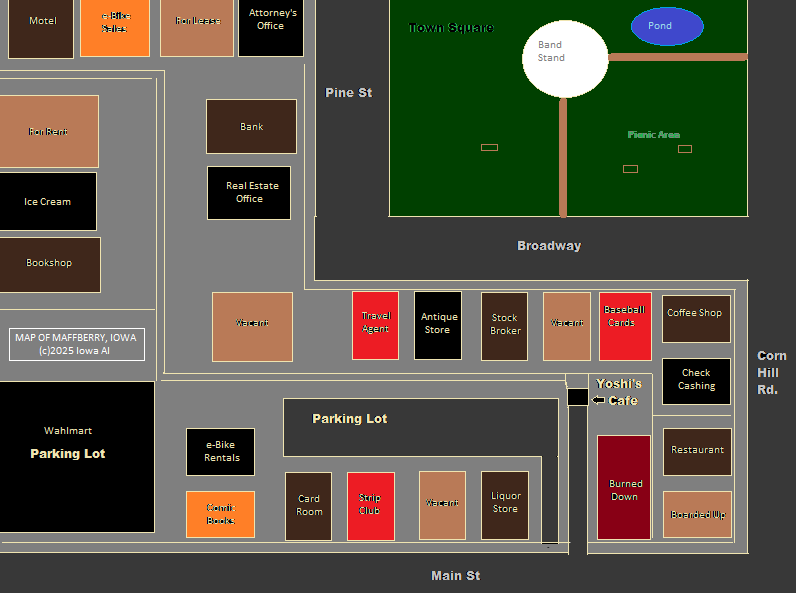 Motel
e-Bike
Sales
For Lease
Attorney's
Office
Town Square
Band
Stand
Pond
Pine St
For Rent
Bank
Picnic Area
Ice Cream
Real Estate
Office
Bookshop
Broadway
Vacant
Travel
Agent
Antique
Store
Stock
Broker
Vacant
Baseball
Cards
Coffee Shop
MAP OF MAFFBERRY, IOWA
(c)2025 Iowa AI
Corn
Hill
Rd.
Check
Cashing
Yoshi's
Cafe
Parking Lot
Wahlmart
Parking Lot
e-Bike
Rentals
Restaurant
Comix
Books
Card
Room
Strip
Club
Vacant
Liquor
Store
Burned
Down
Boarded Up
Main St